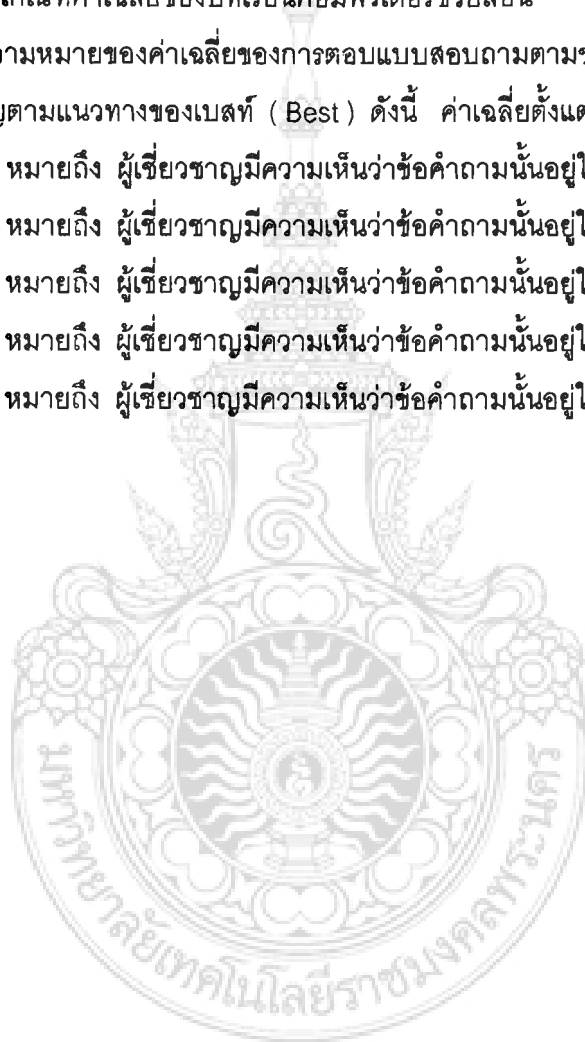 ความหมายของค่าเฉลี่ยของการตอบแบบสอบถามตาม
ตามแนวทางของเบสท์ ( Best ) ดังนี้ ค่าเฉลี่ยตั้งแต่
หมายถึง ผู้เชี่ยวชาญมีความเห็นว่าข้อคำถามนั้นอยู่ใ
หมายถึง ผู้เชี่ยวชาญมีความเห็นว่าข้อคำถามนั้นอยู่ใ
หมายถึง ผู้เชี่ยวชาญมีความเห็นว่าข้อคำถามนั้นอยู่ใ
หมายถึง ผู้เชี่ยวชาญมีความเห็นว่าข้อคำถามนั้นอยู่ใ
หมายถึง ผู้เชี่ยวชาญมีความเห็นว่าข้อคำถามนั้นอยู่ใ
มหาวิทยาลัยเทคโนโลยีราชมงคลพระนคร